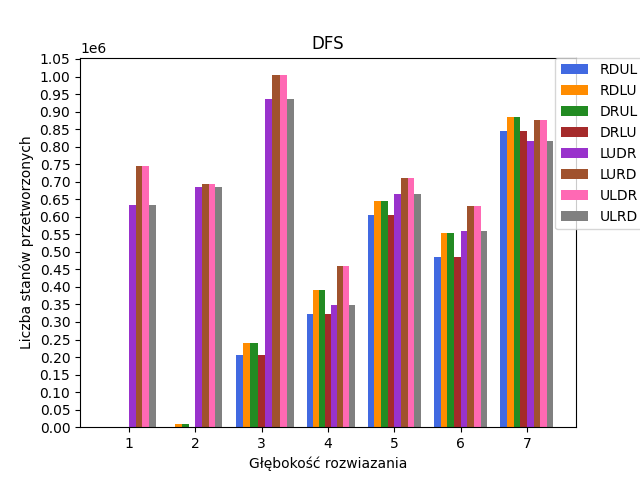 DFS
1e6
1.05
1.00
0.95
0.90
0.85
0.80
0.75
0.70
0.65
0.60
0.55
0.50
0.45
0.40
0.35
0.30
0.25
0.20
0.15
0.10
0.05
0.00
Liczba stanów przetworzonych
1 2 3 4 5 6 7
Głębokość rozwiazania
RDUL
RDLU
DRUL
DRLU
LUDR
LURD
ULDR
ULRD